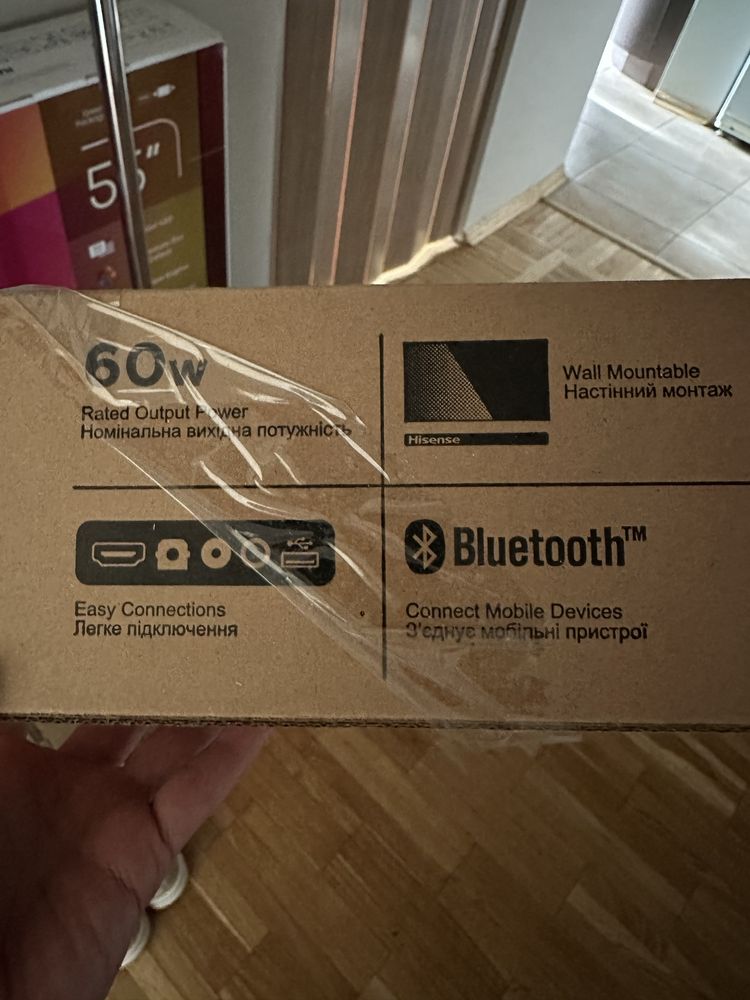 55"
60W
Rated Output Power
Номінальна вихідна потужність
Hisense
Wall Mountable
Настінний монтаж
Easy Connections
Легке підключення
Bluetooth™
Connect Mobile Devices
З'єднує мобільні пристрої